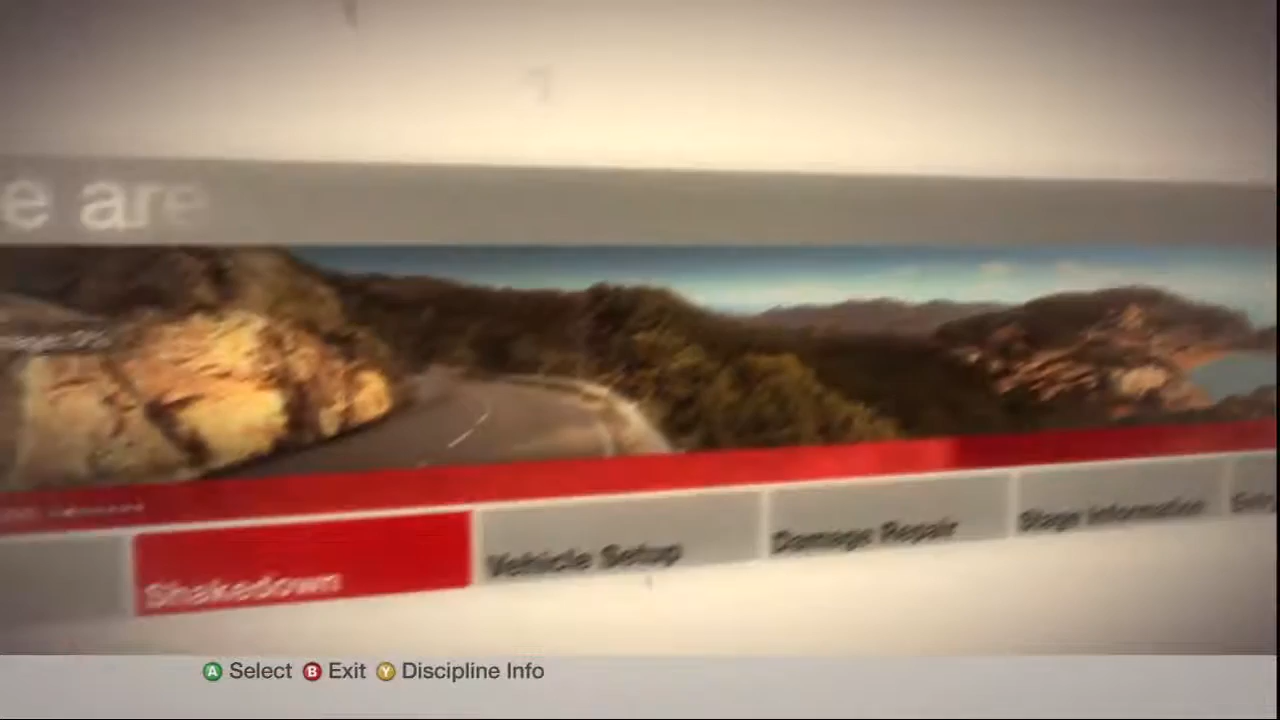 e are
Shakedown
Vehicle Setup
Damage Repair
Stage Information
A Select B Exit Y Discipline Info